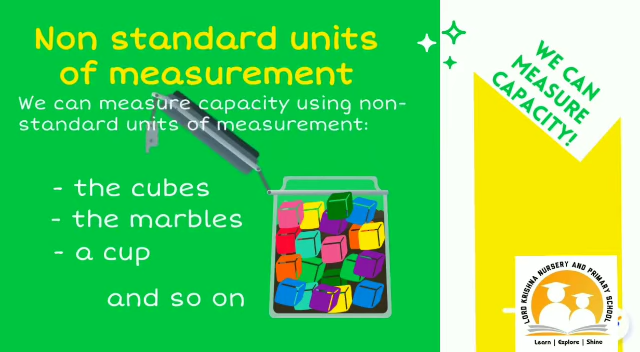 Non standard units
of measurement
We can measure capacity using non-
standard units of measurement:
- the cubes
- the marbles
- a cup
and so on
WE CAN
MEASURE
CAPACITY!
LORD KRISHNA NURSERY AND PRIMARY SCHOOL
Learn | Explore | Shine